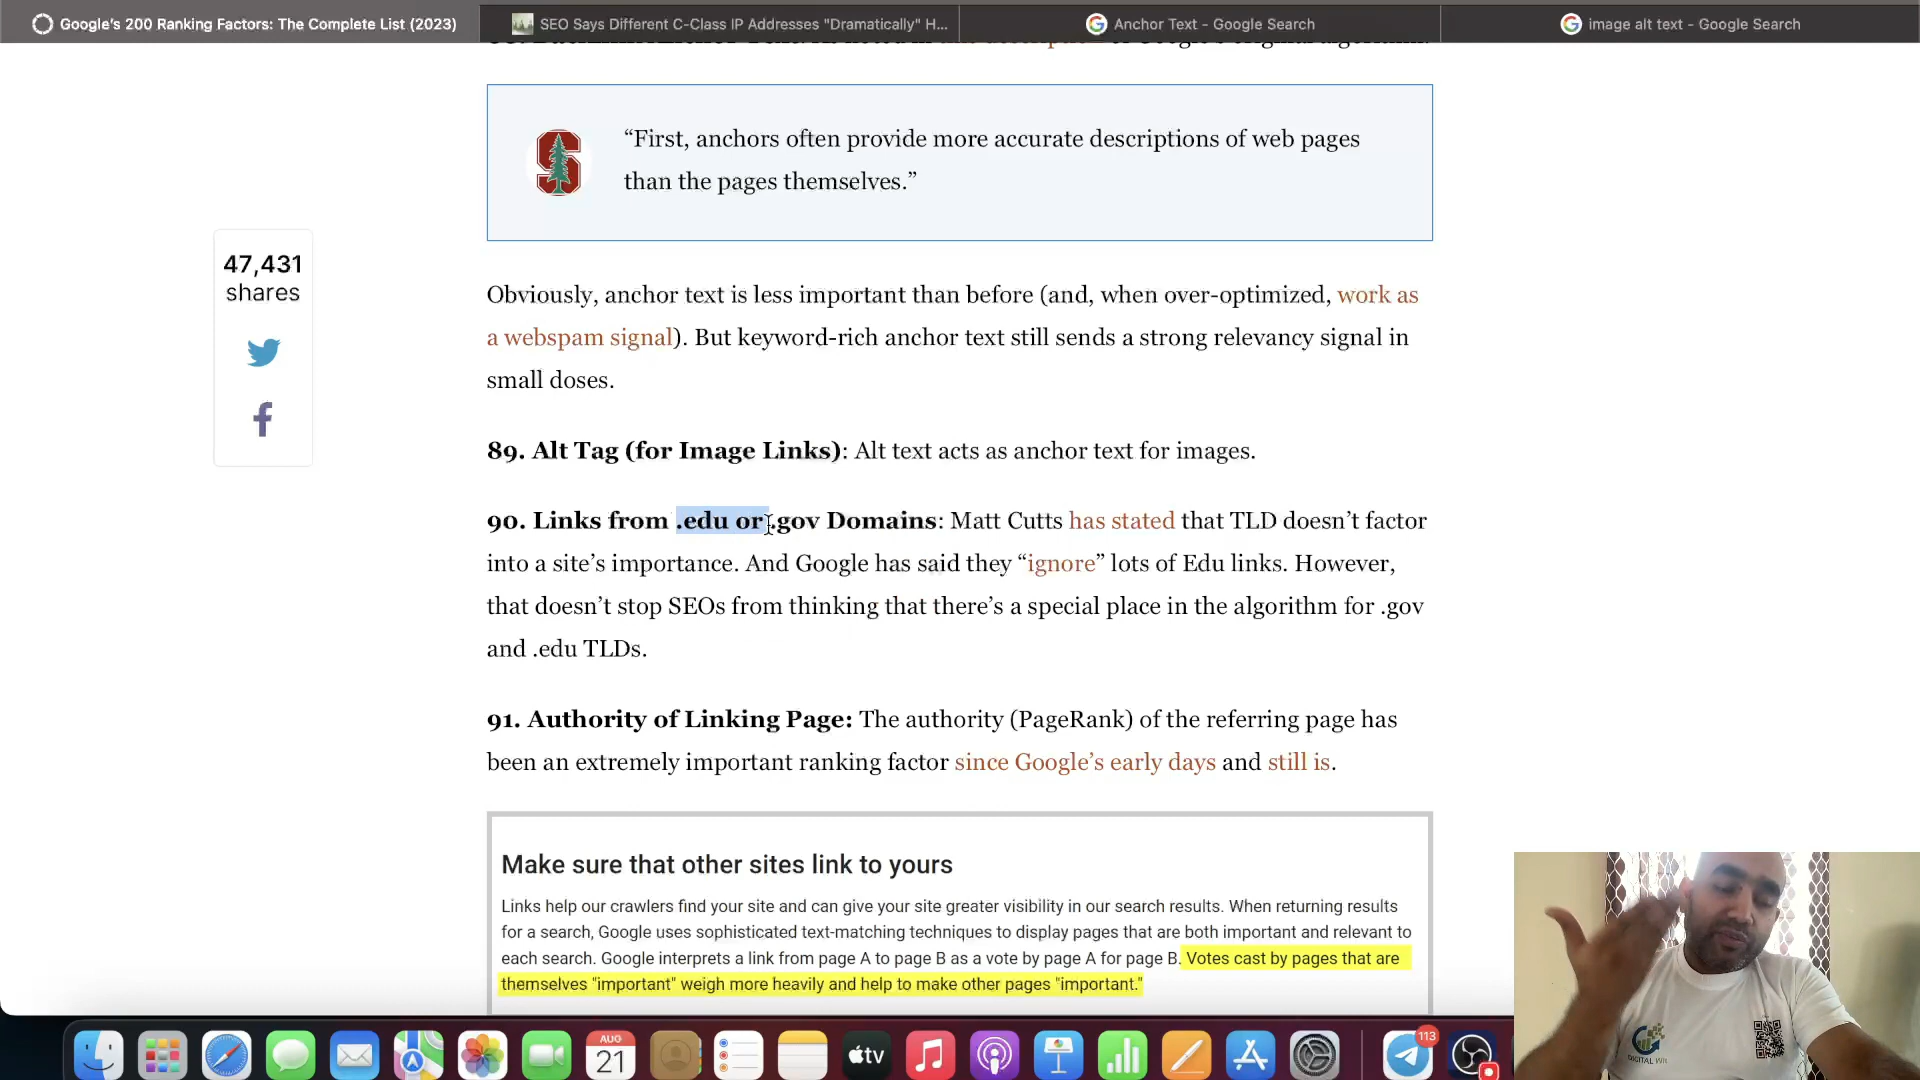 Google's 200 Ranking Factors: The Complete List (2023)
SEO Says Different C-Class IP Addresses "Dramatically" H...
Anchor Text - Google Search
image alt text - Google Search
“First, anchors often provide more accurate descriptions of web pages
than the pages themselves.”
47,431
shares
Obviously, anchor text is less important than before (and, when over-optimized, work as
a webspam signal). But keyword-rich anchor text still sends a strong relevancy signal in
small doses.
89. Alt Tag (for Image Links): Alt text acts as anchor text for images.
90. Links from .edu or .gov Domains: Matt Cutts has stated that TLD doesn’t factor
into a site’s importance. And Google has said they “ignore” lots of Edu links. However,
that doesn’t stop SEOs from thinking that there’s a special place in the algorithm for .gov
and .edu TLDs.
91. Authority of Linking Page: The authority (PageRank) of the referring page has
been an extremely important ranking factor since Google’s early days and still is.
Make sure that other sites link to yours
Links help our crawlers find your site and can give your site greater visibility in our search results. When returning results
for a search, Google uses sophisticated text-matching techniques to display pages that are both important and relevant to
each search. Google interprets a link from page A to page B as a vote by page A for page B. Votes cast by pages that are
themselves "important" weigh more heavily and help to make other pages "important."
AUG
21
tv
113
DIGITAL